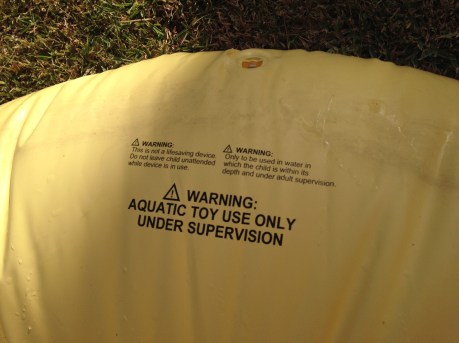 ⚠ WARNING:
This is not a lifesaving device.
Do not leave child unattended
while device is in use.
⚠ WARNING:
Only to be used in water in
which the child is within its
depth and under adult supervision.
⚠ WARNING:
AQUATIC TOY USE ONLY
UNDER SUPERVISION